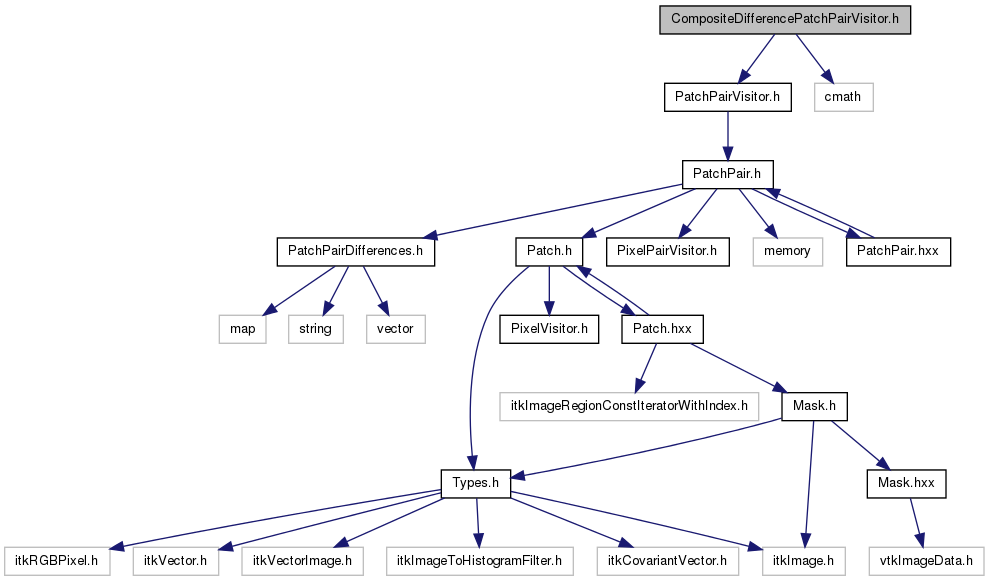 CompositeDifferencePatchPairVisitor.h
PatchPairVisitor.h
cmath
PatchPair.h
PatchPairDifferences.h
Patch.h
PixelPairVisitor.h
memory
PatchPair.hxx
map
string
vector
PixelVisitor.h
Patch.hxx
itkImageRegionConstIteratorWithIndex.h
Mask.h
Types.h
Mask.hxx
itkRGBPixel.h
itkVector.h
itkVectorImage.h
itkImageToHistogramFilter.h
itkCovariantVector.h
itkImage.h
vtkImageData.h